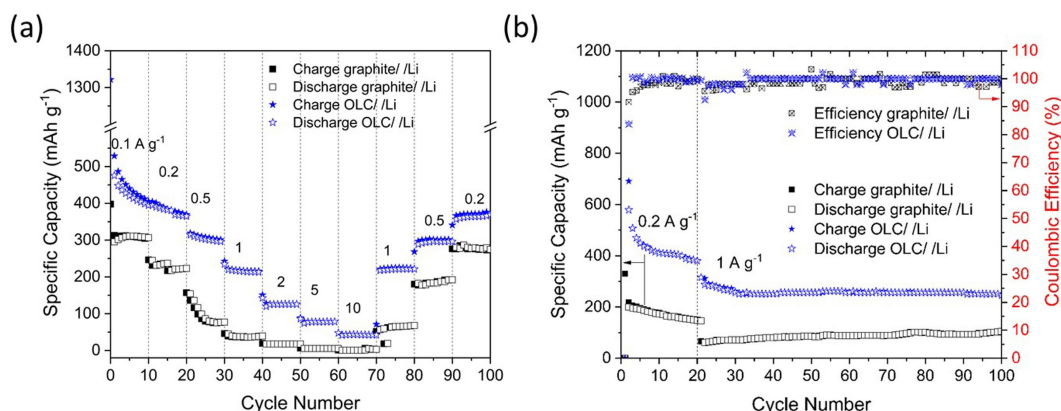 (a)
1400
1300
500
400
300
200
100
0
Specific Capacity (mAh g⁻¹)
Charge graphite/ /Li
Discharge graphite/ /Li
Charge OLC/ /Li
Discharge OLC/ /Li
0.1 A g⁻¹
0.2
0.5
1
2
5
10
1
0.5
0.2
0 10 20 30 40 50 60 70 80 90 100
Cycle Number
(b)
1200
1000
800
600
400
200
0
Specific Capacity (mAh g⁻¹)
Efficiency graphite/ /Li
Efficiency OLC/ /Li
Charge graphite/ /Li
Discharge graphite/ /Li
Charge OLC/ /Li
Discharge OLC/ /Li
0.2 A g⁻¹
1 A g⁻¹
110
100
90
80
70
60
50
40
30
20
10
0
Coulombic Efficiency (%)
0 10 20 30 40 50 60 70 80 90 100
Cycle Number